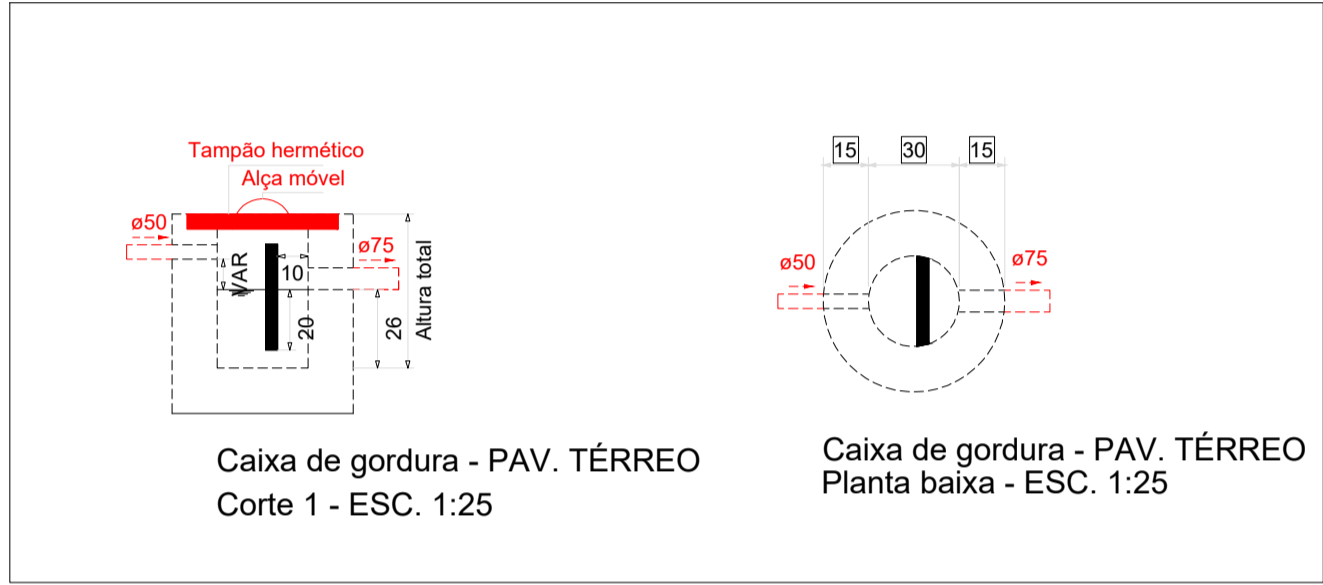 Tampão hermético
Alça móvel
ø50
VAR
10
20
ø75
26
Altura total
Caixa de gordura - PAV. TÉRREO
Corte 1 - ESC. 1:25
15
30
15
ø50
ø75
Caixa de gordura - PAV. TÉRREO
Planta baixa - ESC. 1:25